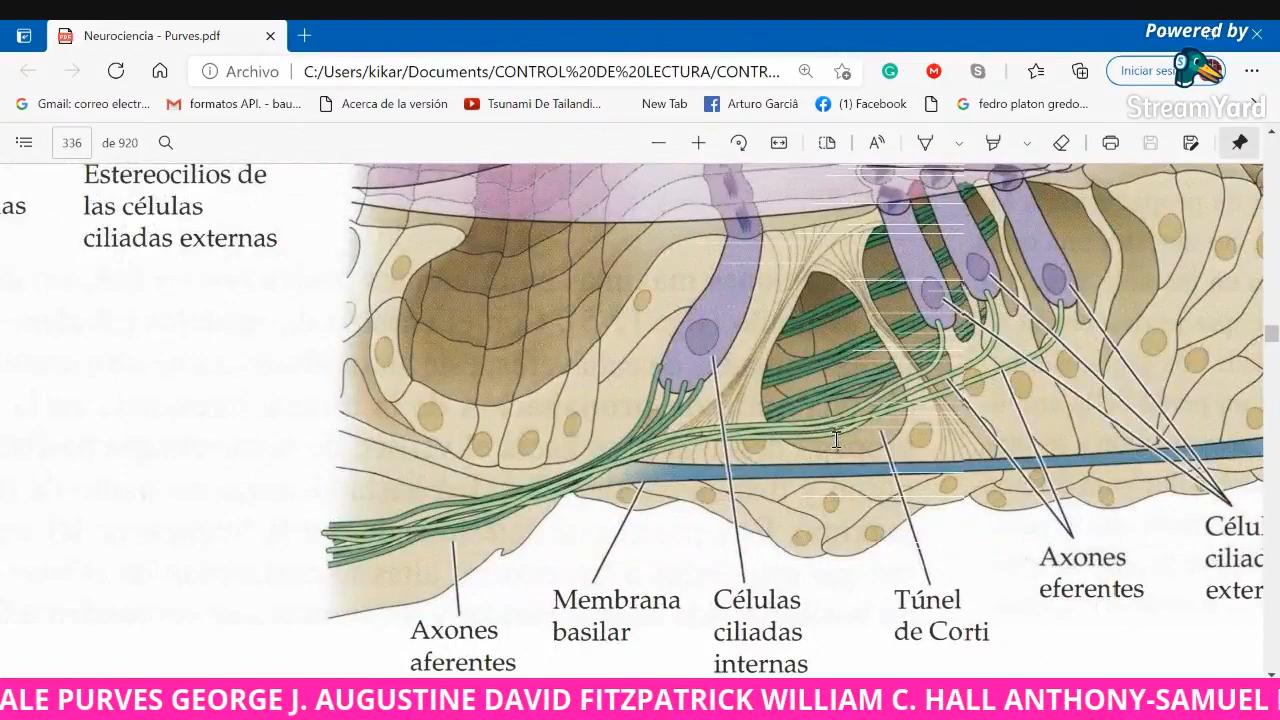 Powered by
Neurociencia - Purves.pdf
Archivo
C:/Users/kikar/Documents/CONTROL%20DE%20LECTURA/CONTR...
Iniciar sesi
StreamYard
Gmail: correo electr...
formatos API. - bau...
Acerca de la versió
Tsunami De Tailandi...
New Tab
Arturo Garciâ
(1) Facebook
fedro platon gredo...
336 de 920
as
Estereocilios de
las células
ciliadas externas
Axones
aferentes
Membrana
basilar
Células
ciliadas
internas
Túnel
de Corti
Axones
eferentes
Célu
ciliac
exter
ALE PURVES GEORGE J. AUGUSTINE DAVID FITZPATRICK WILLIAM C. HALL ANTHONY-SAMUEL